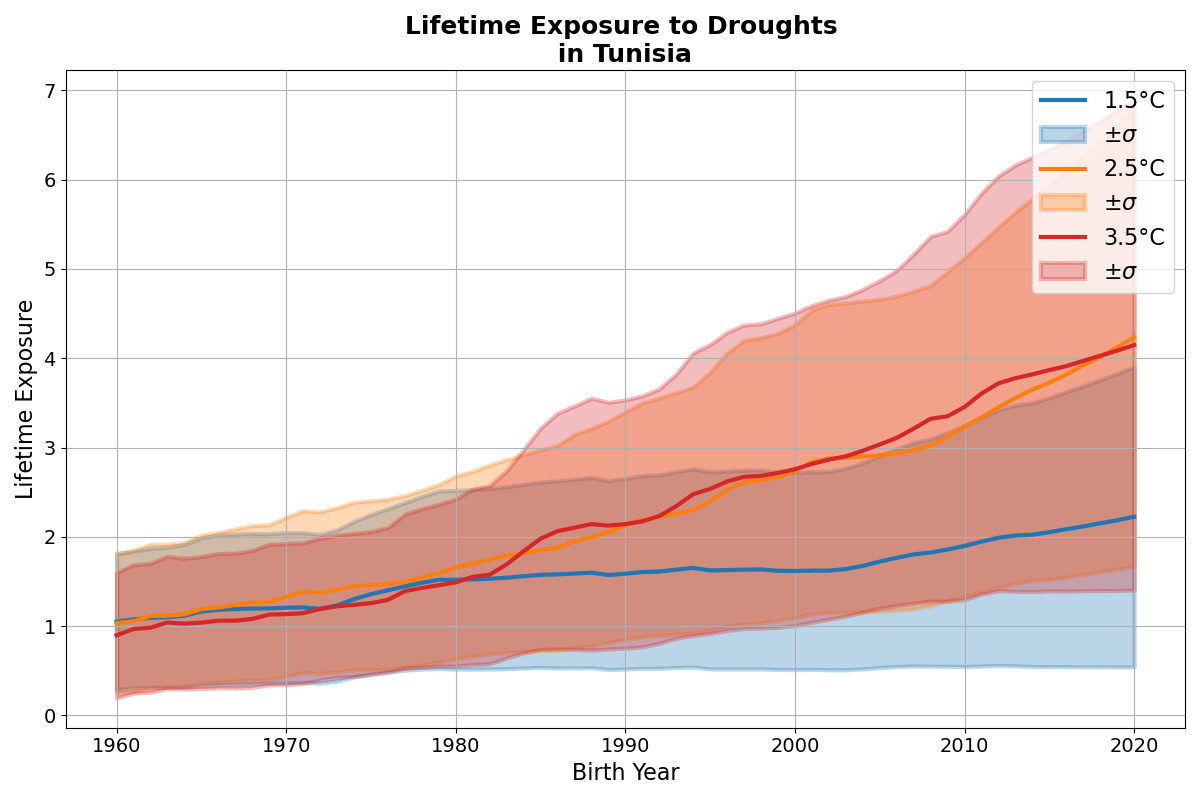 Lifetime Exposure to Droughts
in Tunisia
Lifetime Exposure
7
6
5
4
3
2
1
0
1960
1970
1980
1990
2000
2010
2020
Birth Year
1.5°C
±σ
2.5°C
±σ
3.5°C
±σ